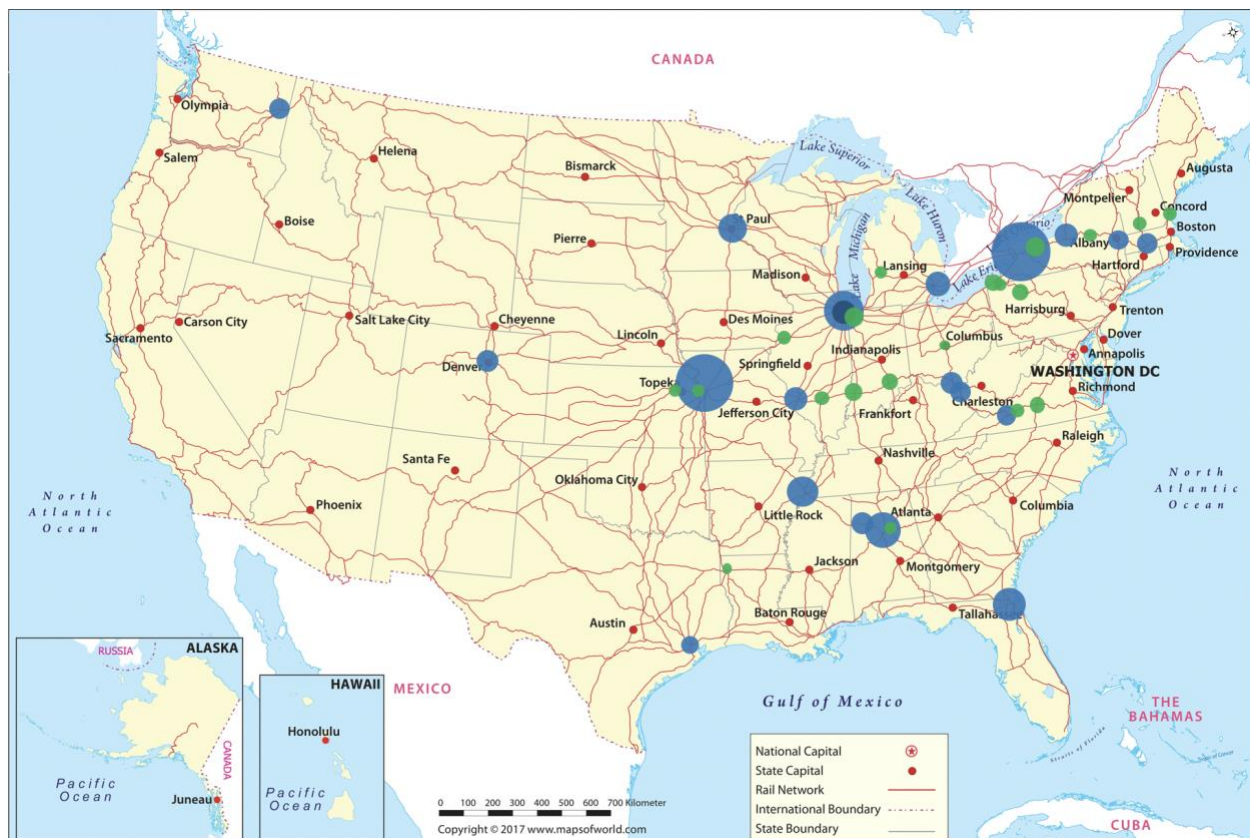 CANADA
Olympia
Salem
Helena
Bismarck
Montpelier
Augusta
Concord
Boise
Pierre
St Paul
Lake Superior
Lake Michigan
Lake Huron
Lake Ontario
Lake Erie
Albany
Boston
Providence
Hartford
Madison
Lansing
Sacramento
Carson City
Salt Lake City
Cheyenne
Lincoln
Des Moines
Harrisburg
Trenton
Columbus
Dover
Annapolis
Indianapolis
Springfield
Denver
Topeka
WASHINGTON DC
Richmond
Jefferson City
Frankfort
Charleston
Raleigh
Nashville
Santa Fe
Oklahoma City
Phoenix
Little Rock
Atlanta
Columbia
North
Atlantic
Ocean
North
Atlantic
Ocean
Jackson
Montgomery
Austin
Baton Rouge
Tallahassee
RUSSIA
ALASKA
CANADA
Pacific
Ocean
Juneau
HAWAII
Honolulu
Pacific
Ocean
MEXICO
Gulf of Mexico
THE
BAHAMAS
Straits of Florida
CUBA
National Capital
State Capital
Rail Network
International Boundary
State Boundary
0 100 200 300 400 500 600 700 Kilometer
Copyright © 2017 www.mapsofworld.com